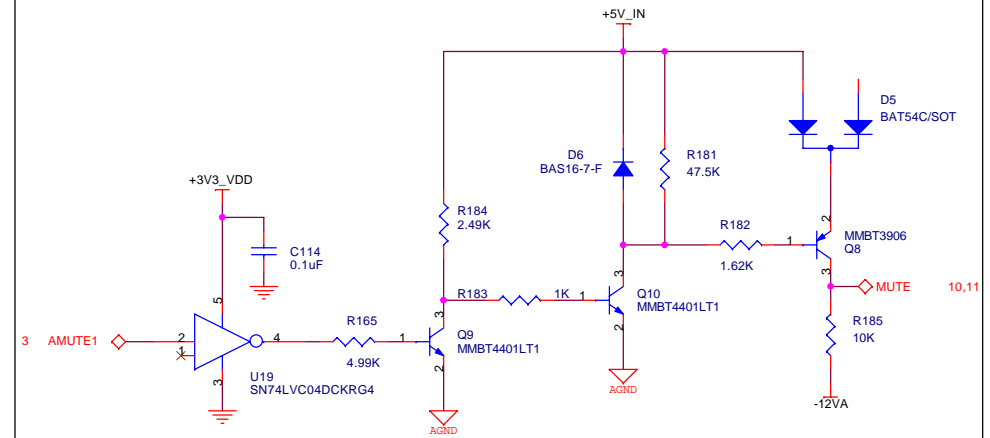 +5V_IN
D5
BAT54C/SOT
D6
BAS16-7-F
R181
47.5K
+3V3_VDD
R184
2.49K
R182
1.62K
1
2
MMBT3906
Q8
3
C114
0.1uF
5
R183
1K
1
3
Q10
MMBT4401LT1
2
MUTE
10,11
3
AMUTE1
2
1
4
R165
4.99K
1
3
Q9
MMBT4401LT1
2
R185
10K
3
U19
SN74LVC04DCKRG4
AGND
-12VA
AGND